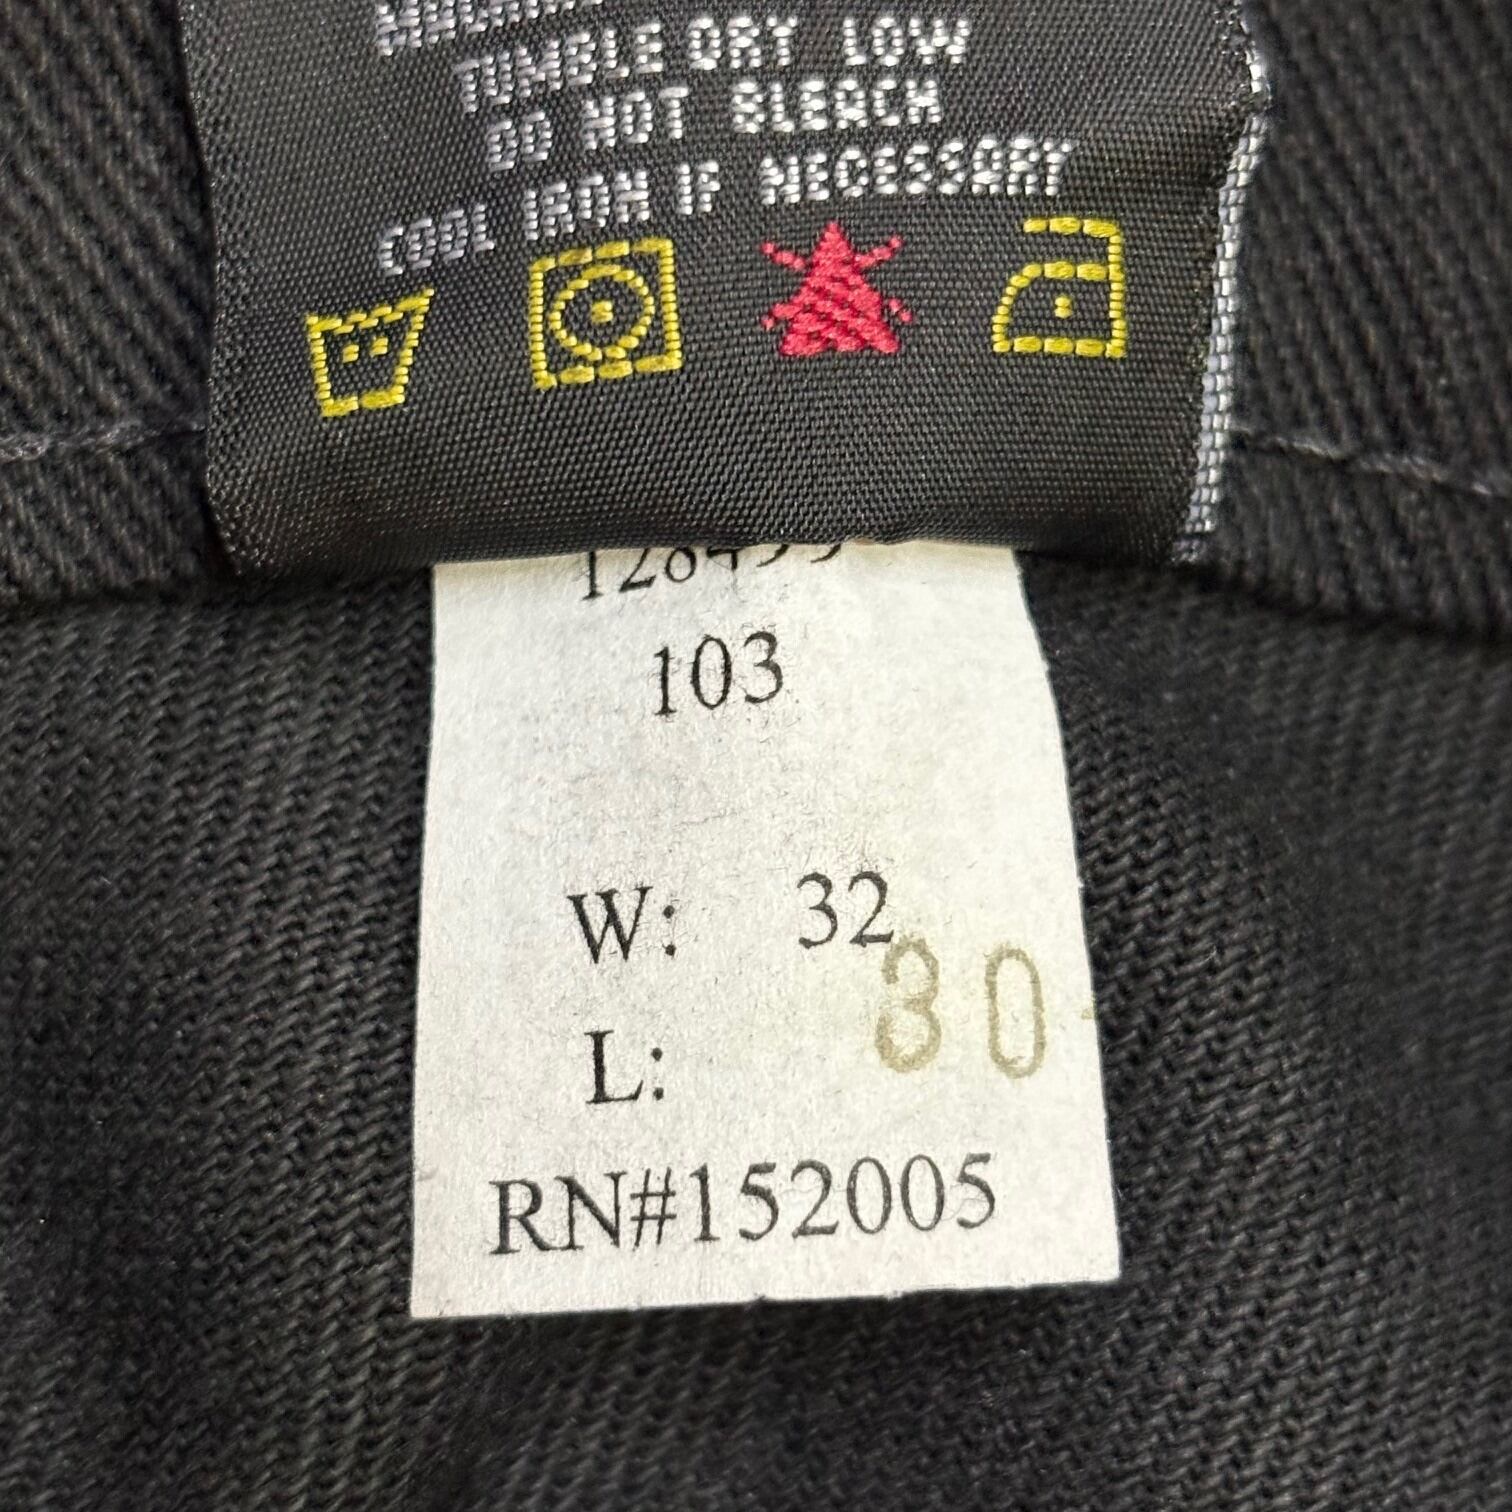 TUMBLE DRY LOW
DO NOT BLEACH
COOL IRON IF NECESSARY
103
W: 32
L: 30
RN#152005